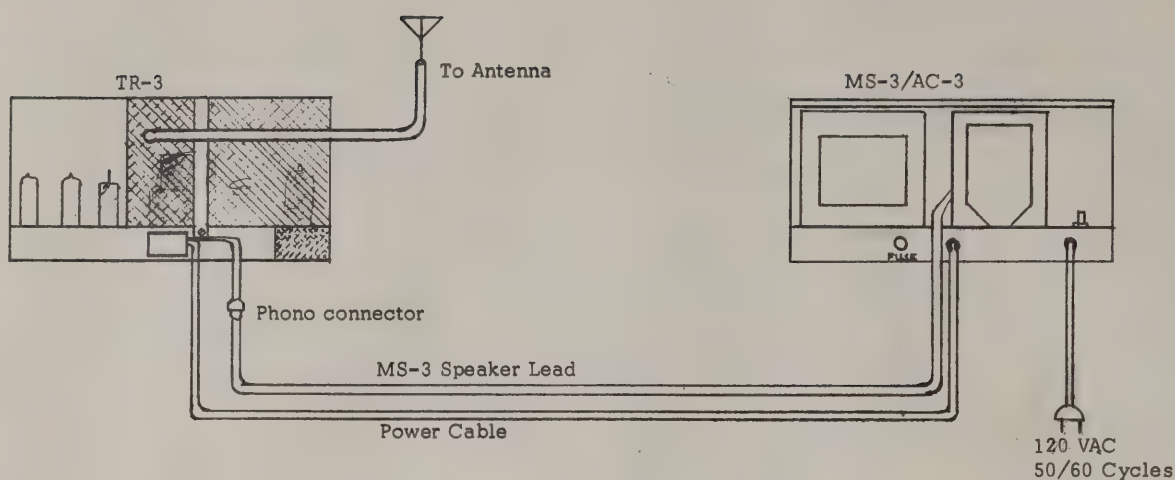 To Antenna
TR-3
MS-3/AC-3
FUSE
Phono connector
MS-3 Speaker Lead
Power Cable
120 VAC
50/60 Cycles